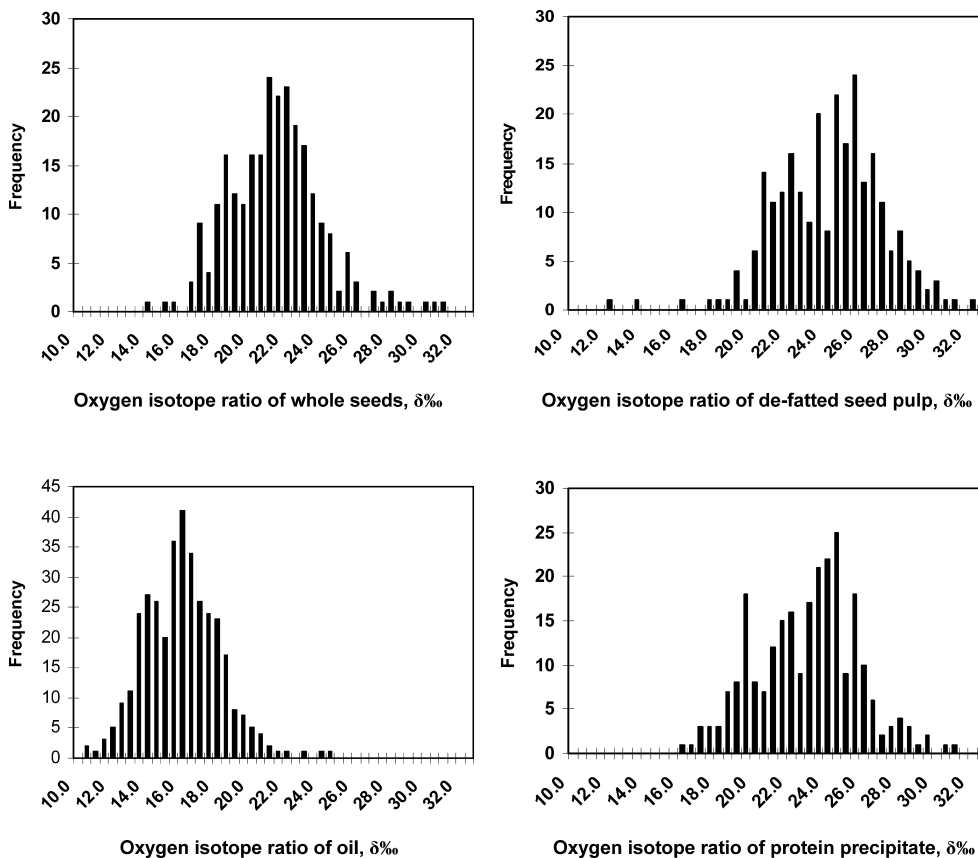 30
25
20
15
10
5
0
Frequency
10.0 12.0 14.0 16.0 18.0 20.0 22.0 24.0 26.0 28.0 30.0 32.0
Oxygen isotope ratio of whole seeds, δ‰
30
25
20
15
10
5
0
Frequency
10.0 12.0 14.0 16.0 18.0 20.0 22.0 24.0 26.0 28.0 30.0 32.0
Oxygen isotope ratio of de-fatted seed pulp, δ‰
45
40
35
30
25
20
15
10
5
0
Frequency
10.0 12.0 14.0 16.0 18.0 20.0 22.0 24.0 26.0 28.0 30.0 32.0
Oxygen isotope ratio of oil, δ‰
30
25
20
15
10
5
0
Frequency
10.0 12.0 14.0 16.0 18.0 20.0 22.0 24.0 26.0 28.0 30.0 32.0
Oxygen isotope ratio of protein precipitate, δ‰